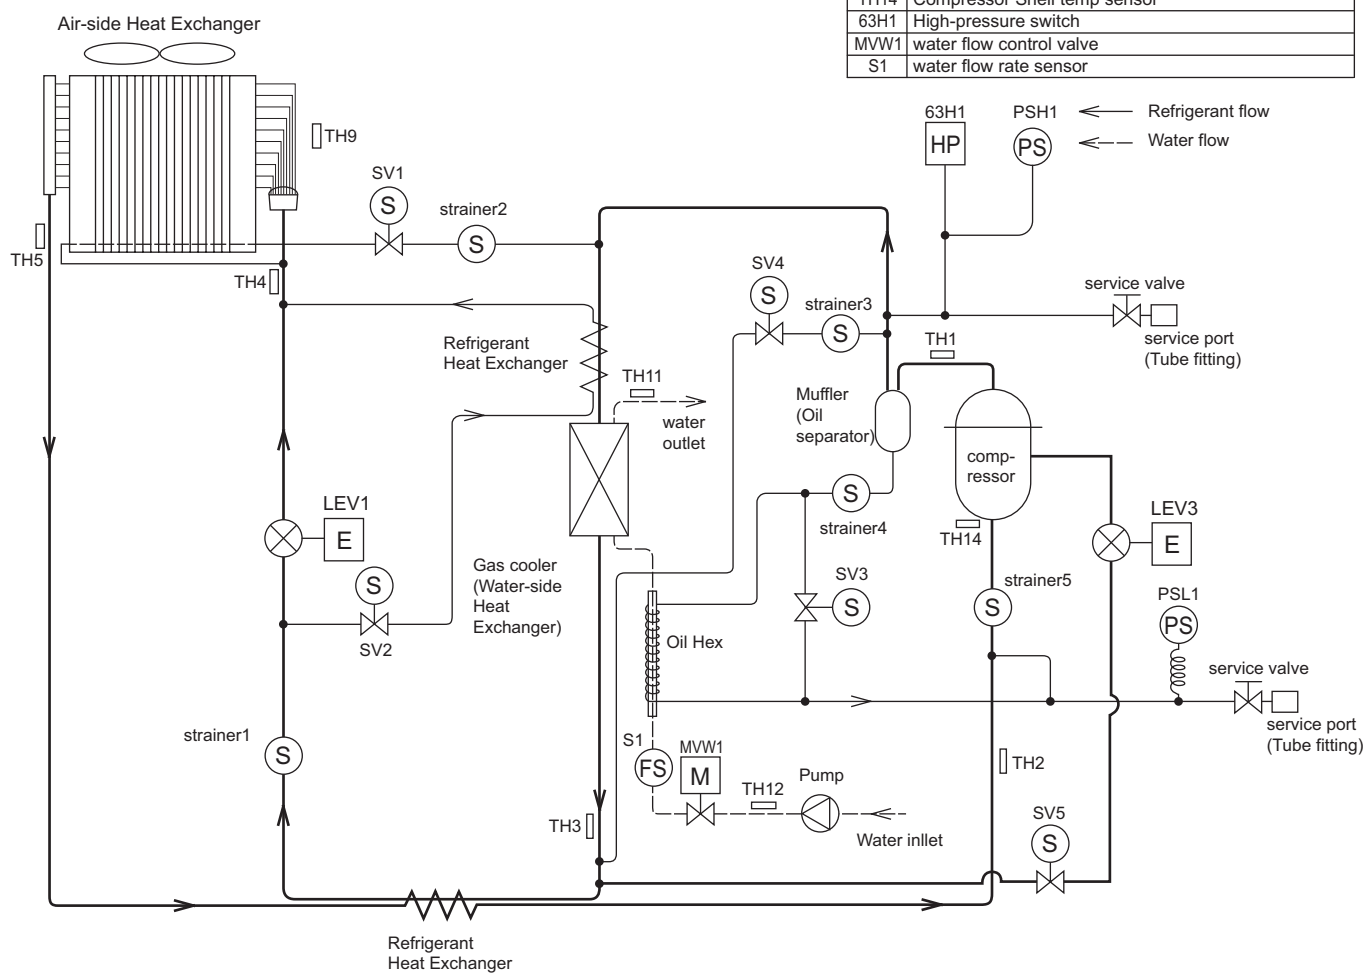 TH14 Compressor Shell temp sensor
63H1 High-pressure switch
MVW1 water flow control valve
S1 water flow rate sensor
Air-side Heat Exchanger
63H1
HP
PSH1
PS
Refrigerant flow
Water flow
TH9
SV1
S
strainer2
S
TH5
TH4
SV4
S
strainer3
S
service valve
service port
(Tube fitting)
TH1
Refrigerant
Heat Exchanger
TH11
water
outlet
Muffler
(Oil
separator)
comp-
ressor
S
strainer4
TH14
LEV1
E
LEV3
E
Gas cooler
(Water-side
Heat
Exchanger)
S
SV2
SV3
S
strainer5
S
PSL1
PS
Oil Hex
service valve
service port
(Tube fitting)
strainer1
S
S1
FS
MVW1
M
TH12
Pump
TH2
TH3
Water inllet
SV5
S
Refrigerant
Heat Exchanger